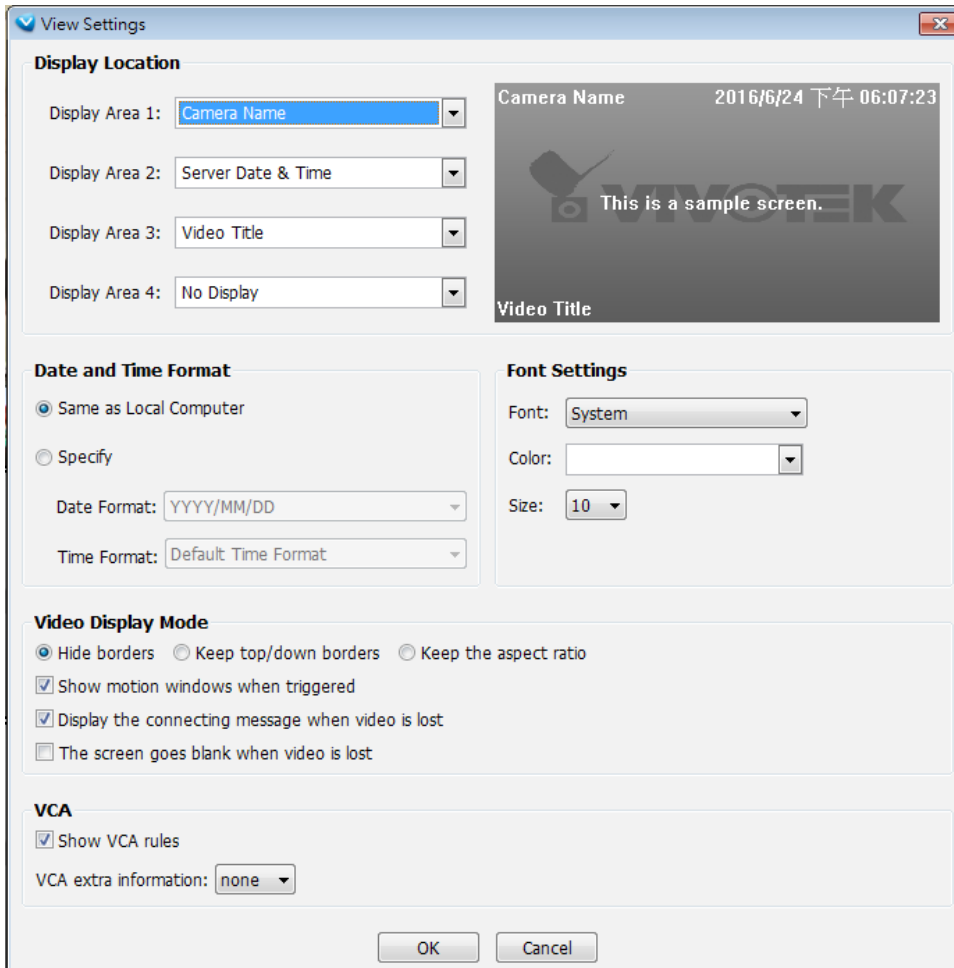 View Settings
Display Location
Display Area 1: Camera Name
Display Area 2: Server Date & Time
Display Area 3: Video Title
Display Area 4: No Display
Camera Name 2016/6/24 下午 06:07:23
VIVOTEK
This is a sample screen.
Video Title
Date and Time Format
Same as Local Computer
Specify
Date Format: YYYY/MM/DD
Time Format: Default Time Format
Font Settings
Font: System
Color:
Size: 10
Video Display Mode
Hide borders Keep top/down borders Keep the aspect ratio
Show motion windows when triggered
Display the connecting message when video is lost
The screen goes blank when video is lost
VCA
Show VCA rules
VCA extra information: none
OK Cancel